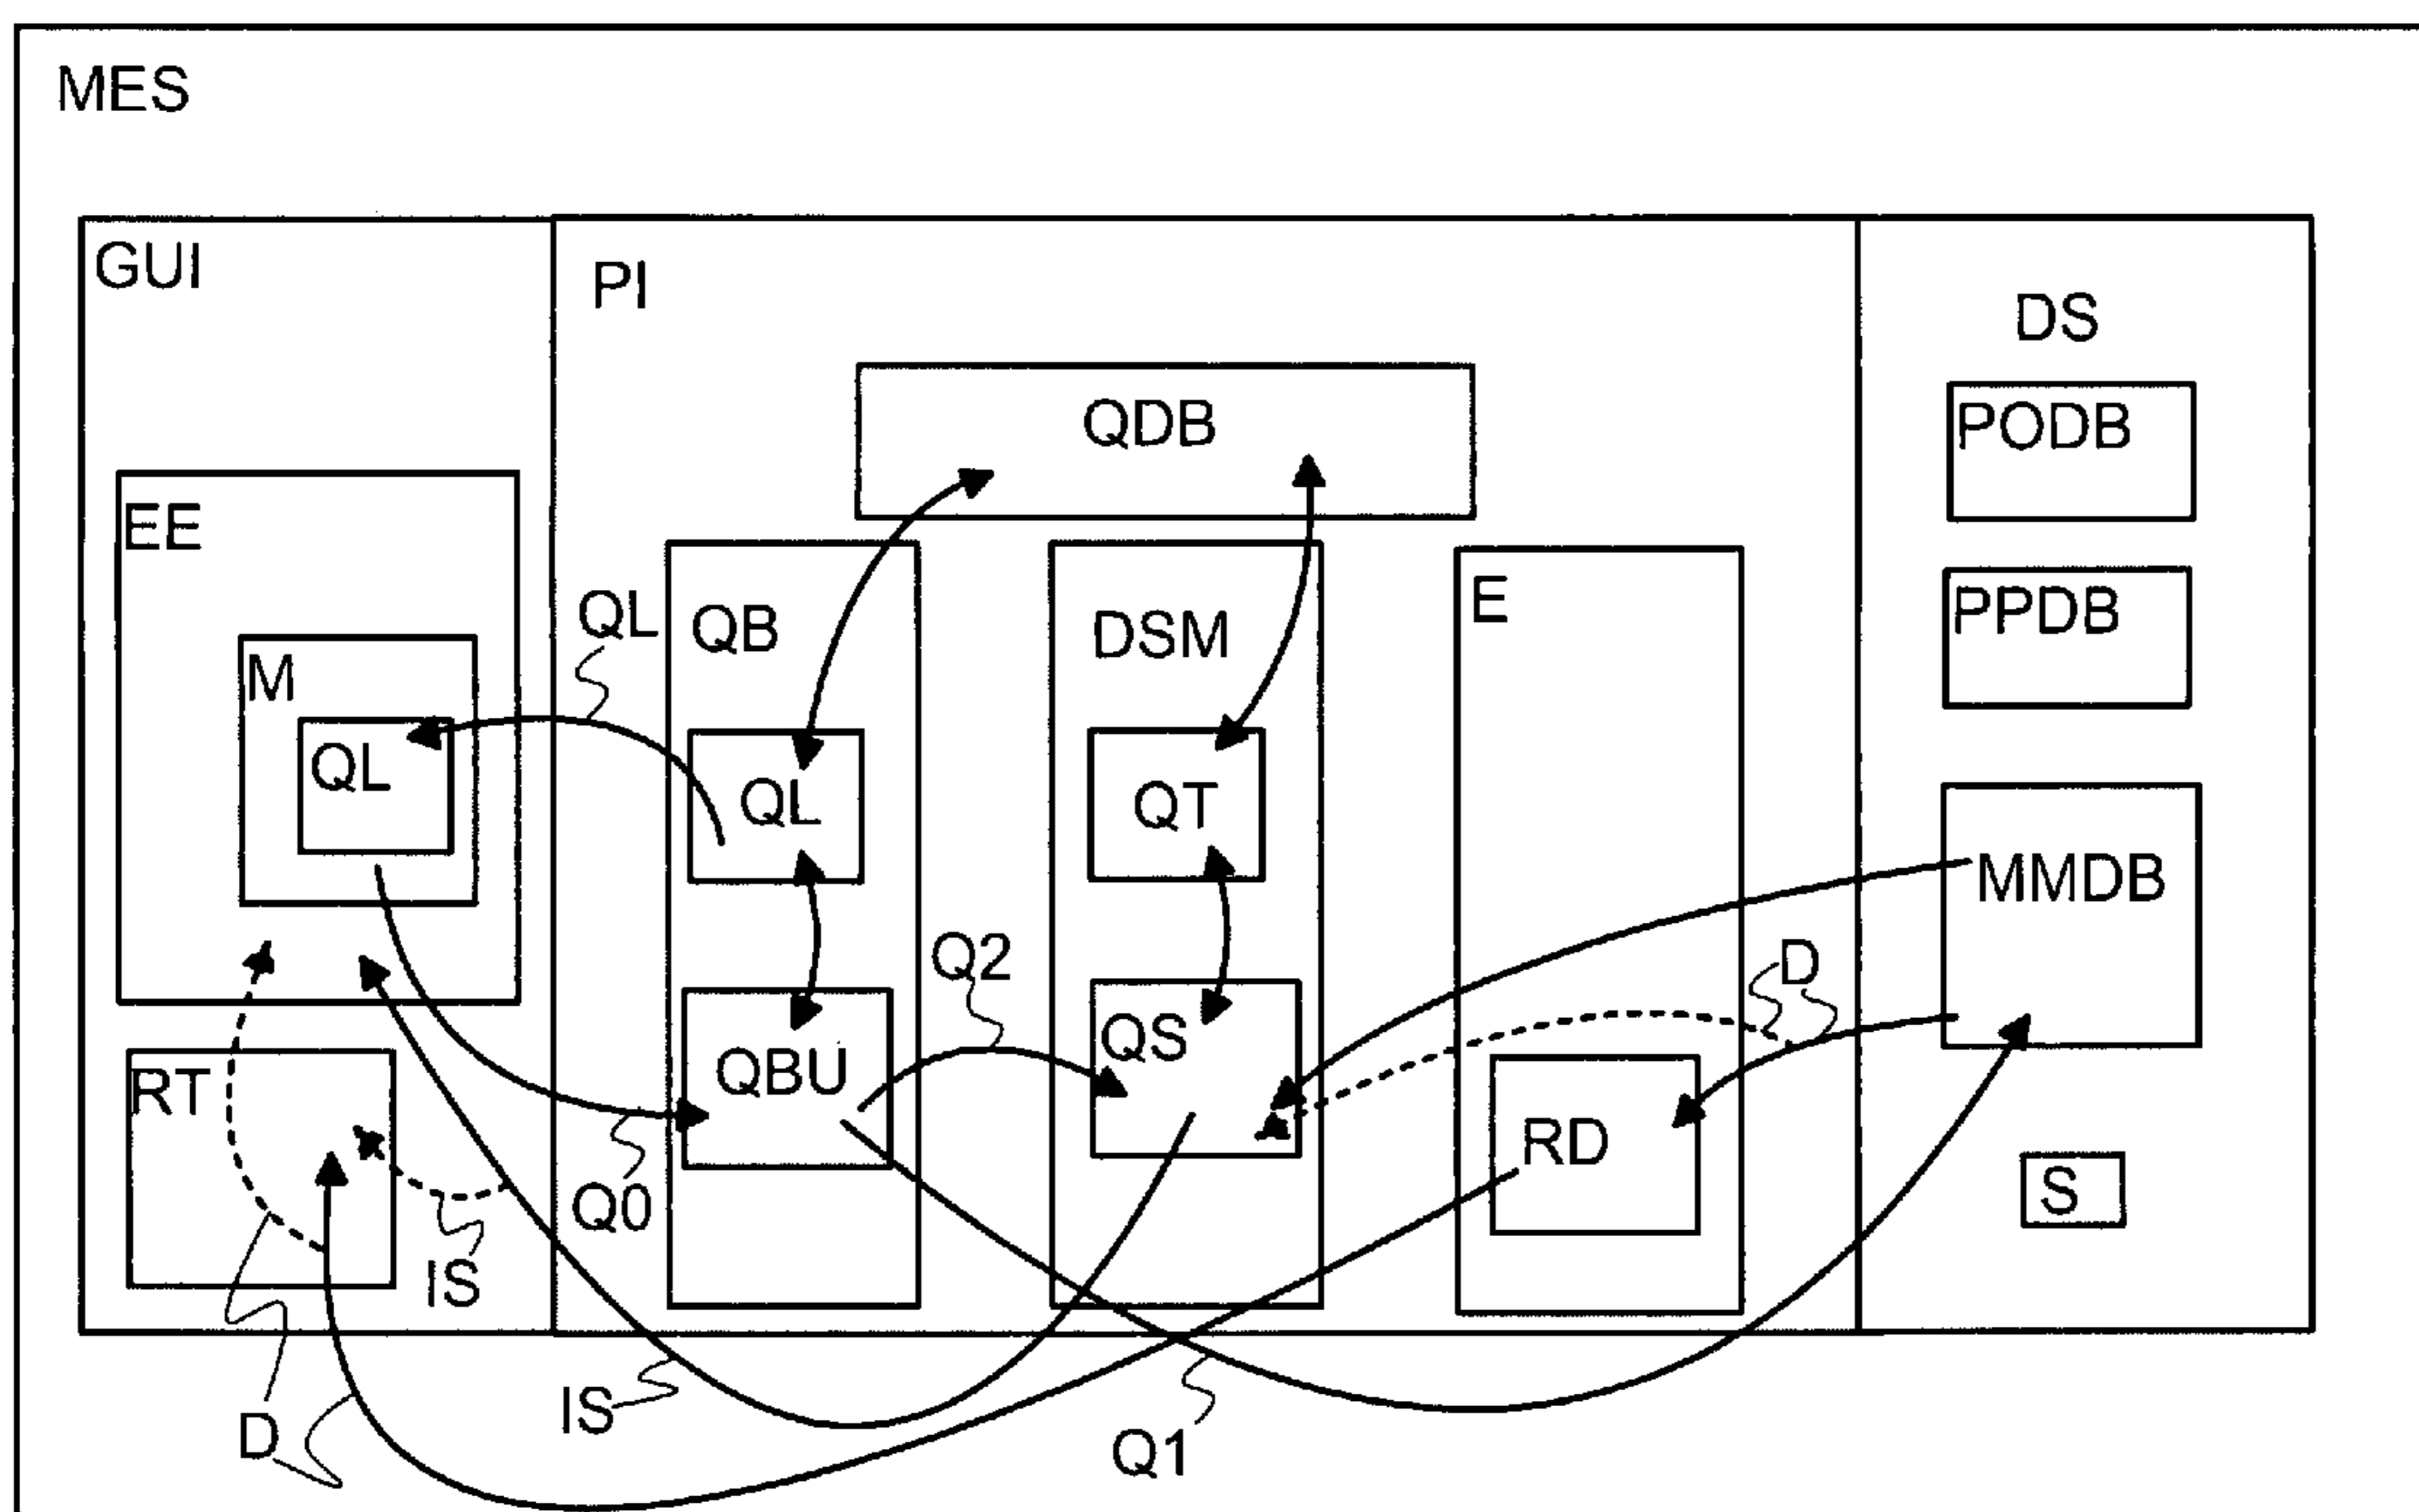 MES
GUI
PI
DS
QDB
PODB
EE
PPDB
E
QL
QB
DSM
M
QL
QL
QT
MMDB
Q2
D
QS
QBU
RT
RD
Q0
S
IS
IS
D
Q1